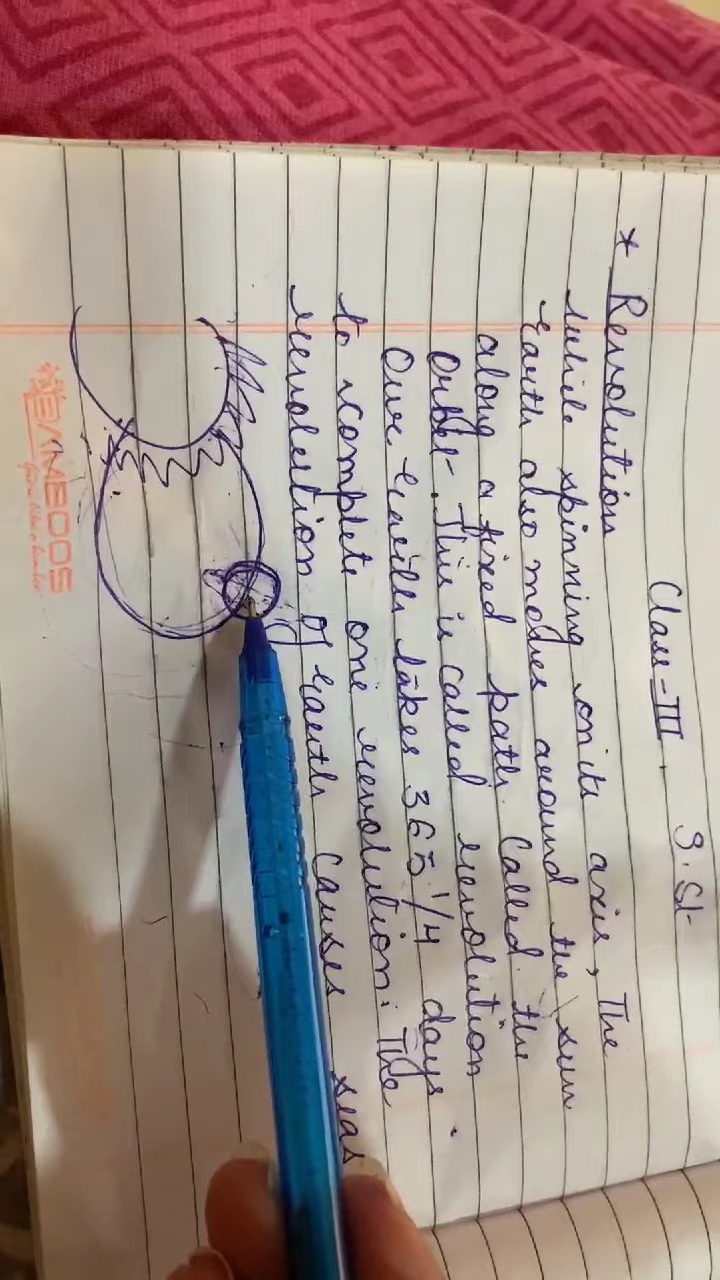 Class-III. S.St
* Revolution
while spinning on its axis, The
Earth also moves around the sun
along a fixed path. Called the
Orbit. This is called revolution
Our Earth takes 365 1/4 days.
to complete one revolution. The
revolution of Earth causes seas